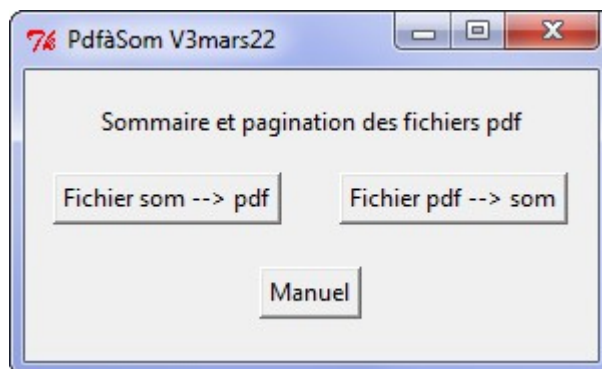 PdfàSom V3mars22
Sommaire et pagination des fichiers pdf
Fichier som --> pdf
Fichier pdf --> som
Manuel